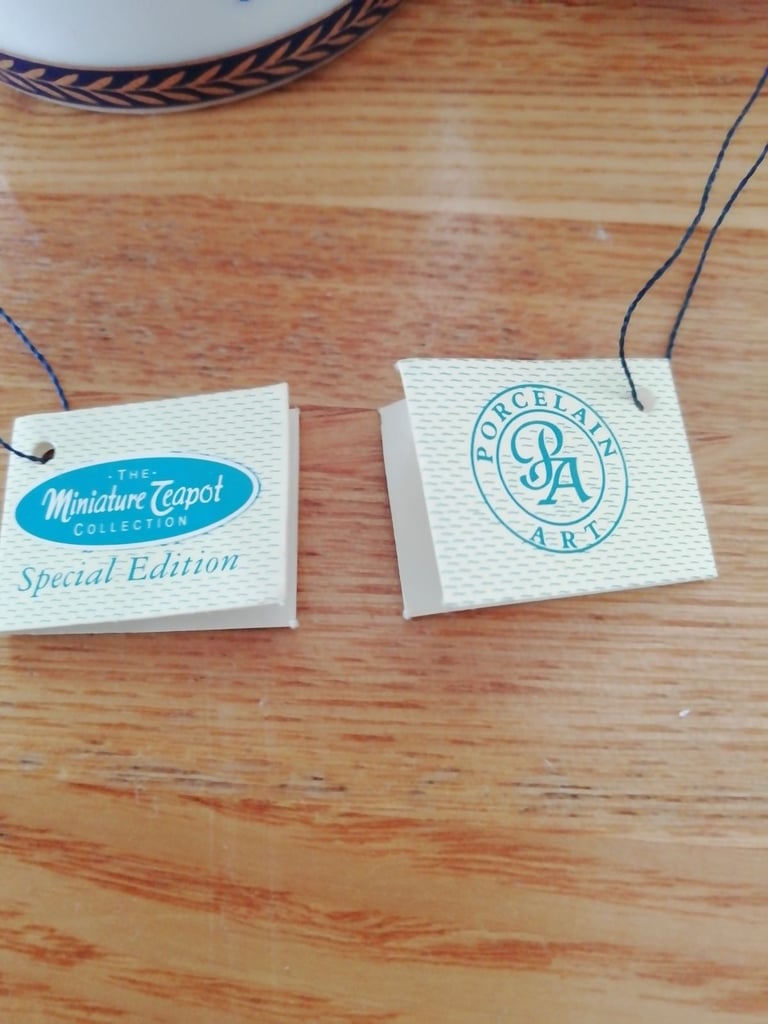 ·THE·
Miniature Teapot
COLLECTION
Special Edition
PORCELAIN
PA
ART